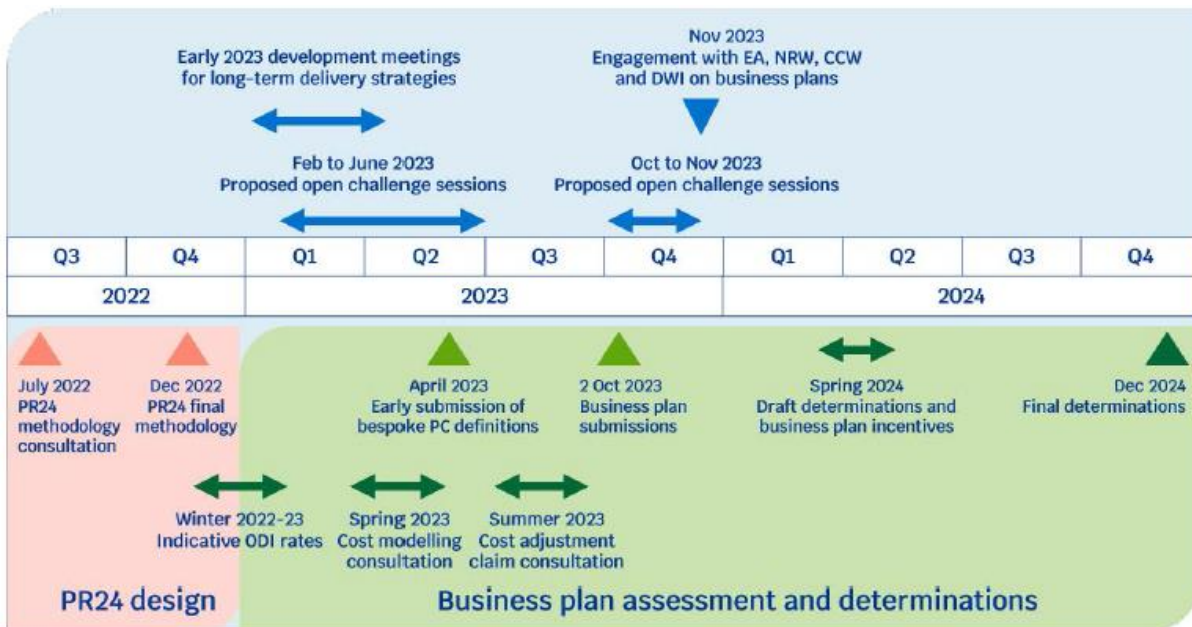 Early 2023 development meetings
for long-term delivery strategies
Nov 2023
Engagement with EA, NRW, CCW
and DWI on business plans
Feb to June 2023
Proposed open challenge sessions
Oct to Nov 2023
Proposed open challenge sessions
Q3 Q4 Q1 Q2 Q3 Q4 Q1 Q2 Q3 Q4
2022 2023 2024
July 2022
PR24
methodology
consultation
Dec 2022
PR24 final
methodology
April 2023
Early submission of
bespoke PC definitions
2 Oct 2023
Business plan
submissions
Spring 2024
Draft determinations and
business plan incentives
Dec 2024
Final determinations
Winter 2022-23
Indicative ODI rates
Spring 2023
Cost modelling
consultation
Summer 2023
Cost adjustment
claim consultation
PR24 design
Business plan assessment and determinations